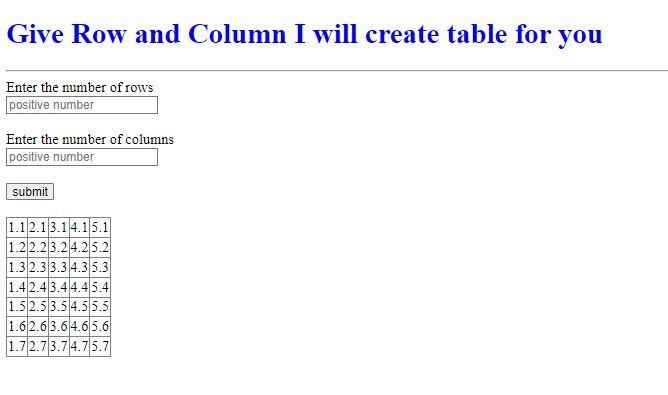 Give Row and Column I will create table for you
Enter the number of rows
positive number
Enter the number of columns
positive number
submit
1.1 2.1 3.1 4.1 5.1
1.2 2.2 3.2 4.2 5.2
1.3 2.3 3.3 4.3 5.3
1.4 2.4 3.4 4.4 5.4
1.5 2.5 3.5 4.5 5.5
1.6 2.6 3.6 4.6 5.6
1.7 2.7 3.7 4.7 5.7